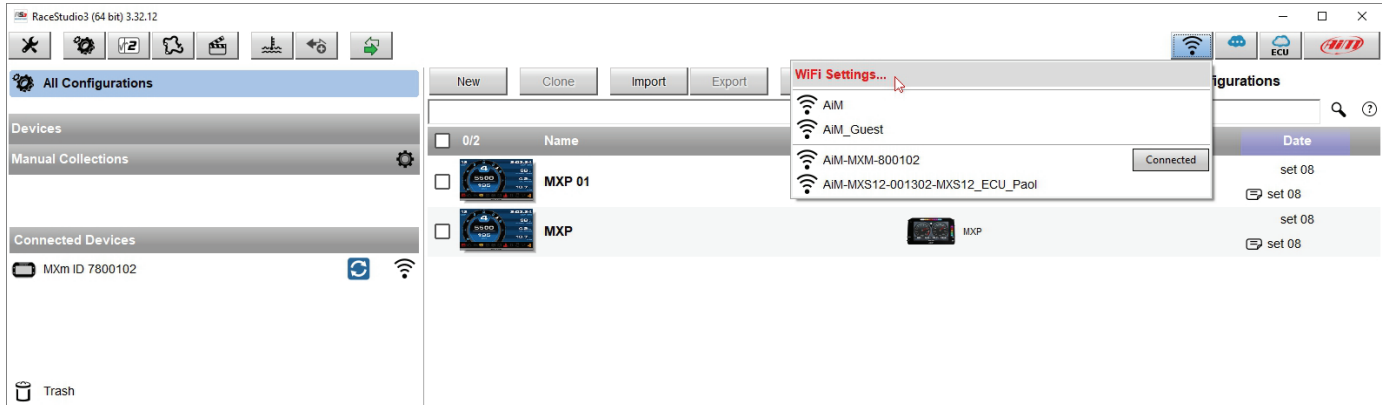 RaceStudio3 (64 bit) 3.32.12
ECU
AiM
All Configurations
New Clone Import Export
WiFi Settings...
igurations
AiM
AiM_Guest
Devices
0/2 Name Date
Manual Collections
AiM-MXM-800102 Connected
AiM-MXS12-001302-MXS12_ECU_Paol
MXP 01
set 08
set 08
MXP
MXP
set 08
set 08
Connected Devices
MXm ID 7800102
Trash